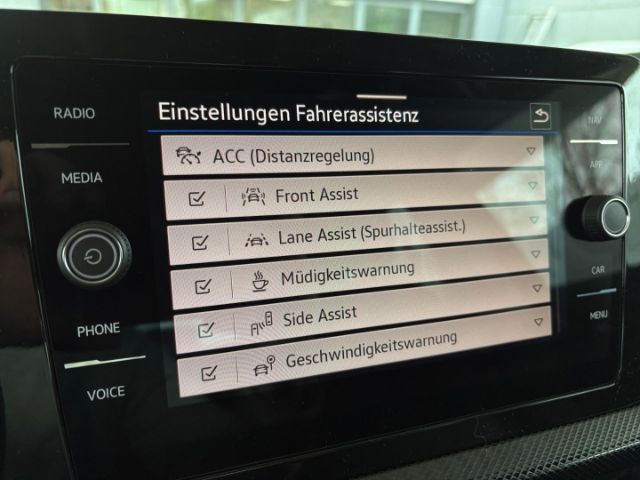 RADIO
MEDIA
PHONE
VOICE
Einstellungen Fahrerassistenz
ACC (Distanzregelung)
Front Assist
Lane Assist (Spurhalteassist.)
Müdigkeitswarnung
Side Assist
Geschwindigkeitswarnung
NAV
APP
CAR
MENU